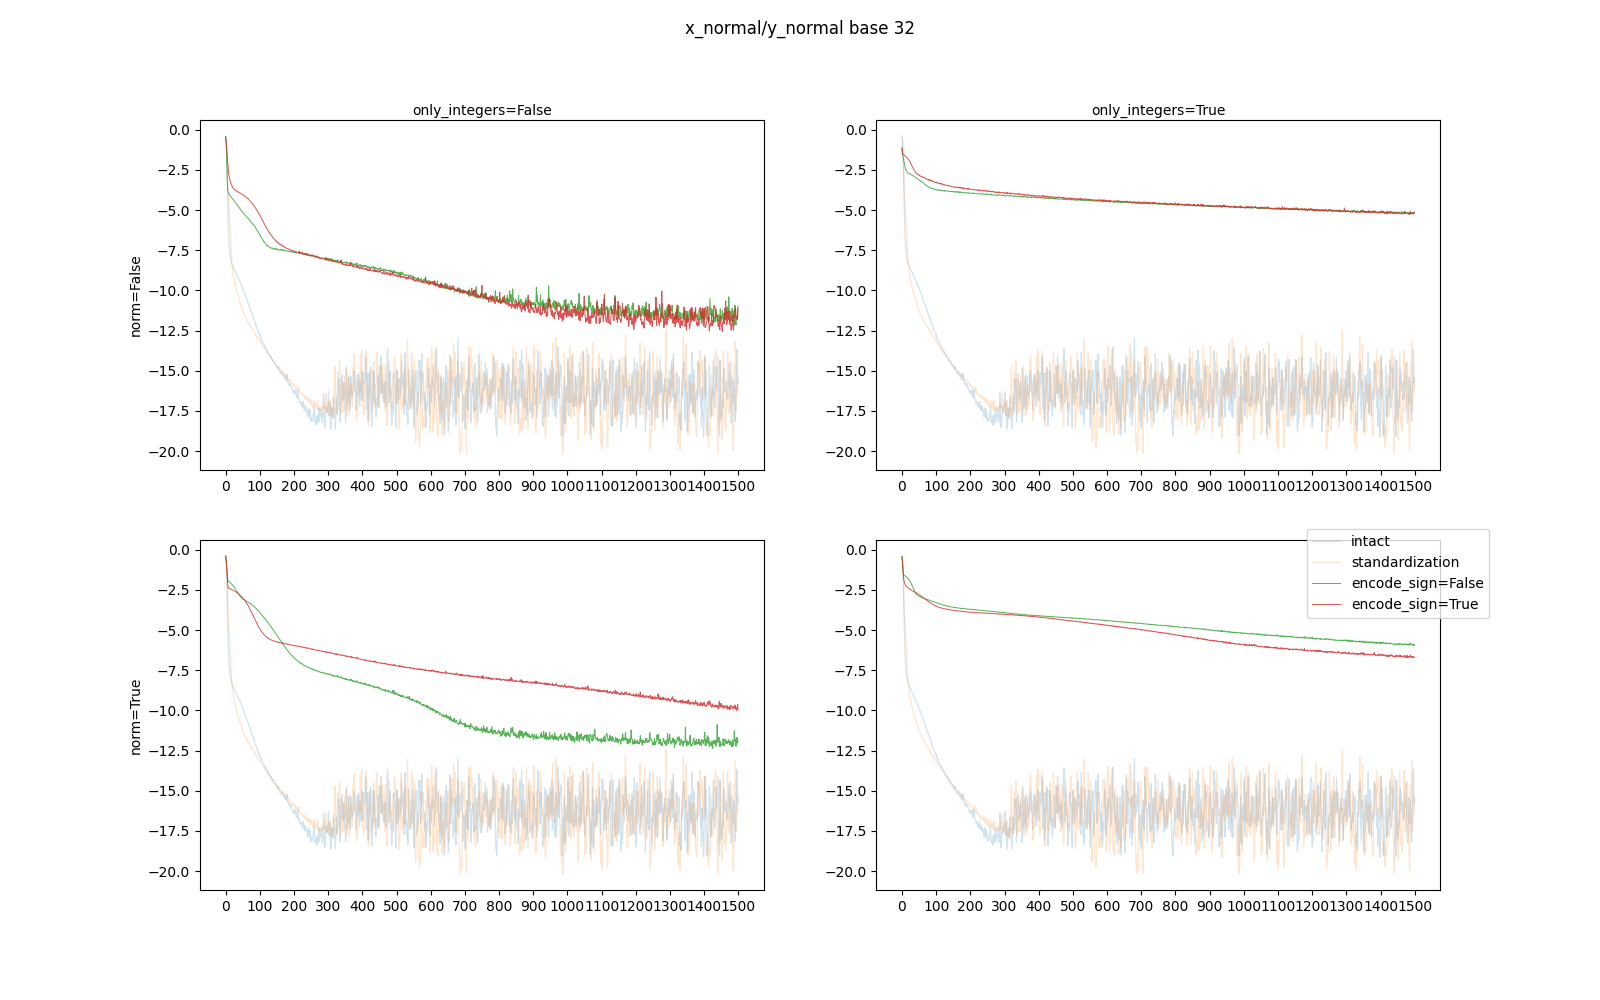 x_normal/y_normal base 32
only_integers=False
only_integers=True
norm=False
0.0
−2.5
−5.0
−7.5
−10.0
−12.5
−15.0
−17.5
−20.0
0 100 200 300 400 500 600 700 800 900 1000 1100 1200 1300 1400 1500
0.0
−2.5
−5.0
−7.5
−10.0
−12.5
−15.0
−17.5
−20.0
0 100 200 300 400 500 600 700 800 900 1000 1100 1200 1300 1400 1500
norm=True
0.0
−2.5
−5.0
−7.5
−10.0
−12.5
−15.0
−17.5
−20.0
0 100 200 300 400 500 600 700 800 900 1000 1100 1200 1300 1400 1500
0.0
−2.5
−5.0
−7.5
−10.0
−12.5
−15.0
−17.5
−20.0
0 100 200 300 400 500 600 700 800 900 1000 1100 1200 1300 1400 1500
intact
standardization
encode_sign=False
encode_sign=True